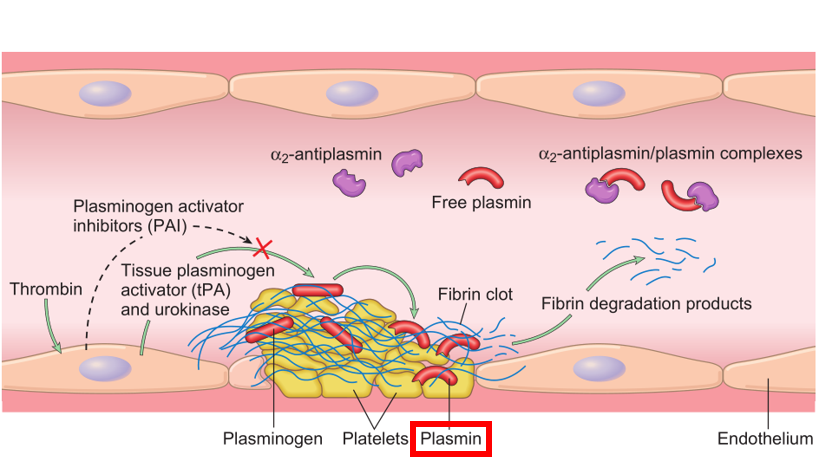 α2-antiplasmin
α2-antiplasmin/plasmin complexes
Free plasmin
Plasminogen activator
inhibitors (PAI)
Thrombin
Tissue plasminogen
activator (tPA)
and urokinase
Fibrin clot
Fibrin degradation products
Plasminogen
Platelets
Plasmin
Endothelium